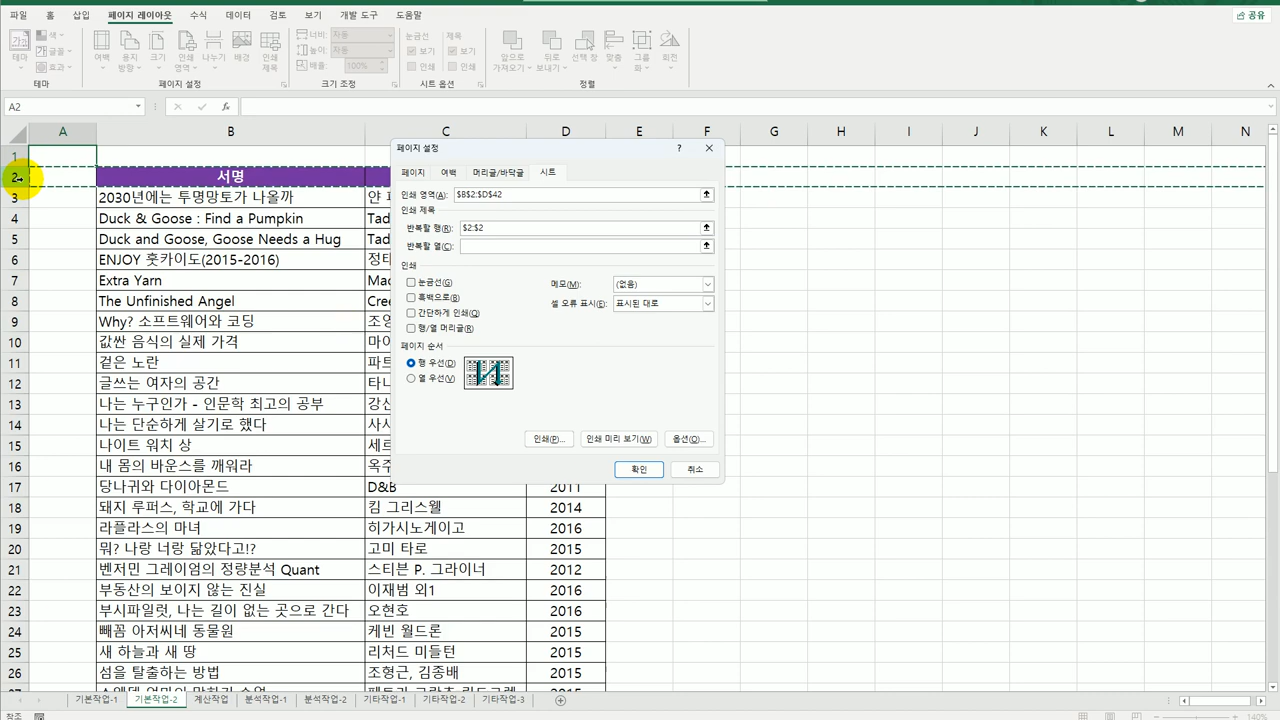 파일 홈 삽입 페이지 레이아웃 수식 데이터 검토 보기 개발 도구 도움말 공유
색 글꼴 효과 테마
여백 용지 방향 크기 인쇄 영역 나누기 배경 인쇄 제목
너비: 자동
높이: 자동
배율: 100%
눈금선 제목
보기 보기
인쇄 인쇄
앞으로 가져오기 뒤로 보내기 선택 창 맞춤 그룹화 회전
테마 페이지 설정 크기 조정 시트 옵션 정렬
A2 fx
A B C D E F G H I J K L M N
페이지 설정 ?
페이지 여백 머리글/바닥글 시트
인쇄 영역(A): $B$2:$D$42
인쇄 제목
반복할 행(R): $2:$2
반복할 열(C):
인쇄
눈금선(G)
흑백으로(B)
간단하게 인쇄(Q)
행/열 머리글(R)
메모(M): (없음)
셀 오류 표시(E): 표시된 대로
페이지 순서
행 우선(D)
열 우선(V)
인쇄(P)... 인쇄 미리 보기(W) 옵션(O)...
확인 취소
1
2 서명
3 2030년에는 투명망토가 나올까 얀
4 Duck & Goose : Find a Pumpkin Tad
5 Duck and Goose, Goose Needs a Hug Tad
6 ENJOY 홋카이도(2015-2016) 정태
7 Extra Yarn Mac
8 The Unfinished Angel Cree
9 Why? 소프트웨어와 코딩 조영
10 값싼 음식의 실제 가격 마이
11 겉은 노란 파트
12 글쓰는 여자의 공간 타니
13 나는 누구인가 - 인문학 최고의 공부 강신
14 나는 단순하게 살기로 했다 사사
15 나이트 워치 상 세르
16 내 몸의 바운스를 깨워라 옥주
17 당나귀와 다이아몬드 D&B 2011
18 돼지 루퍼스, 학교에 가다 킴 그리스웰 2014
19 라플라스의 마녀 히가시노게이고 2016
20 뭐? 나랑 너랑 닮았다고!? 고미 타로 2015
21 벤저민 그레이엄의 정량분석 Quant 스티븐 P. 그라이너 2012
22 부동산의 보이지 않는 진실 이재범 외1 2016
23 부시파일럿, 나는 길이 없는 곳으로 간다 오현호 2016
24 빼꼼 아저씨네 동물원 케빈 월드론 2015
25 새 하늘과 새 땅 리처드 미들턴 2015
26 섬을 탈출하는 방법 조형근, 김종배 2015
기본작업-1 기본작업-2 계산작업 분석작업-1 분석작업-2 기타작업-1 기타작업-2 기타작업-3
참조 140%